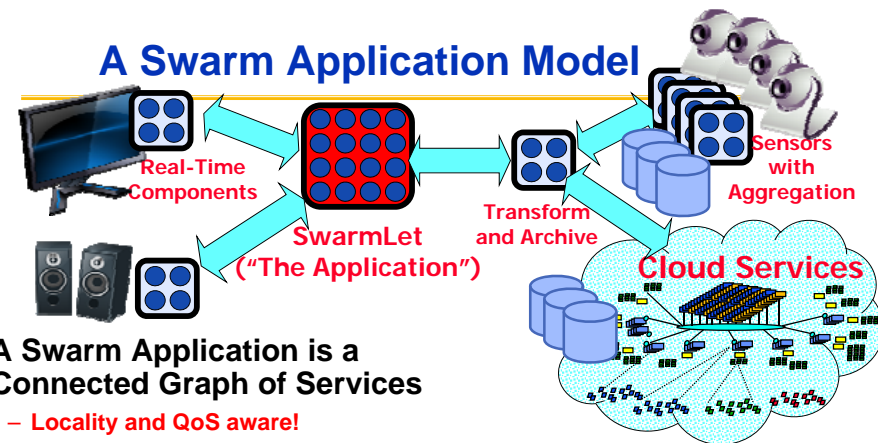 A Swarm Application Model
Real-Time
Components
SwarmLet
(“The Application”)
Transform
and Archive
Sensors
with
Aggregation
Cloud Services
A Swarm Application is a
Connected Graph of Services
– Locality and QoS aware!